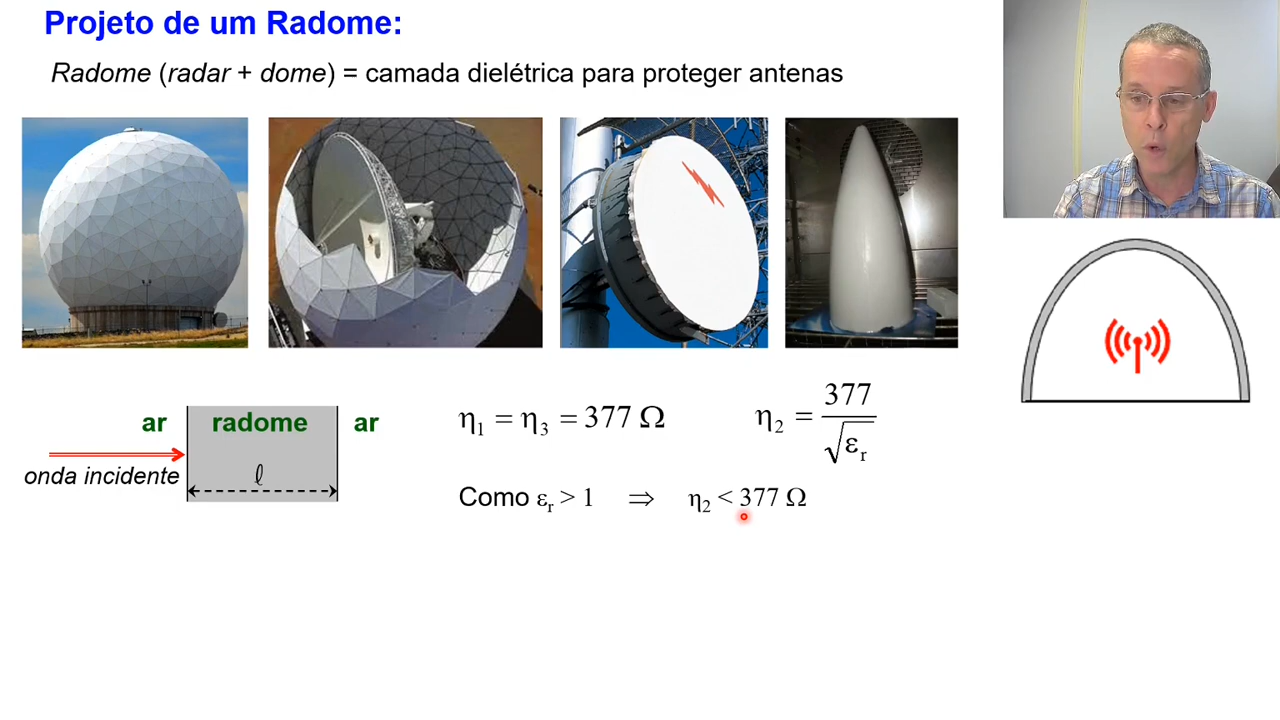 Projeto de um Radome:
Radome (radar + dome) = camada dielétrica para proteger antenas
ar radome ar
onda incidente
ℓ
η₁ = η₃ = 377 Ω
η₂ = 377 / √εᵣ
Como εᵣ > 1 ⇒ η₂ < 377 Ω